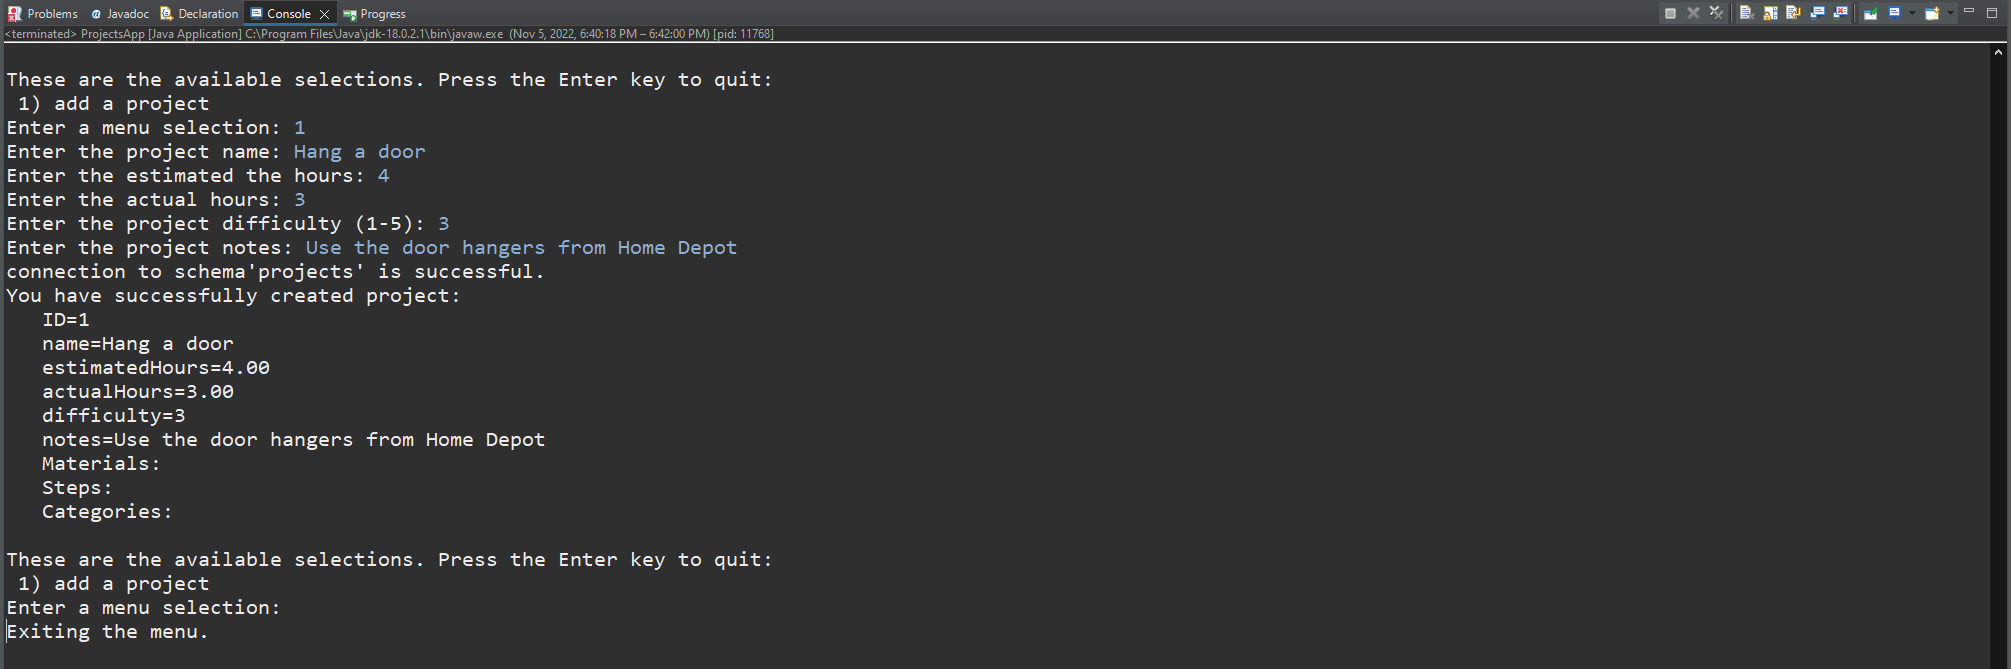 Problems @ Javadoc Declaration Console Progress
<terminated> ProjectsApp [Java Application] C:\Program Files\Java\jdk-18.0.2.1\bin\javaw.exe (Nov 5, 2022, 6:40:18 PM – 6:42:00 PM) [pid: 11768]
These are the available selections. Press the Enter key to quit:
1) add a project
Enter a menu selection: 1
Enter the project name: Hang a door
Enter the estimated the hours: 4
Enter the actual hours: 3
Enter the project difficulty (1-5): 3
Enter the project notes: Use the door hangers from Home Depot
connection to schema'projects' is successful.
You have successfully created project:
ID=1
name=Hang a door
estimatedHours=4.00
actualHours=3.00
difficulty=3
notes=Use the door hangers from Home Depot
Materials:
Steps:
Categories:
These are the available selections. Press the Enter key to quit:
1) add a project
Enter a menu selection:
Exiting the menu.